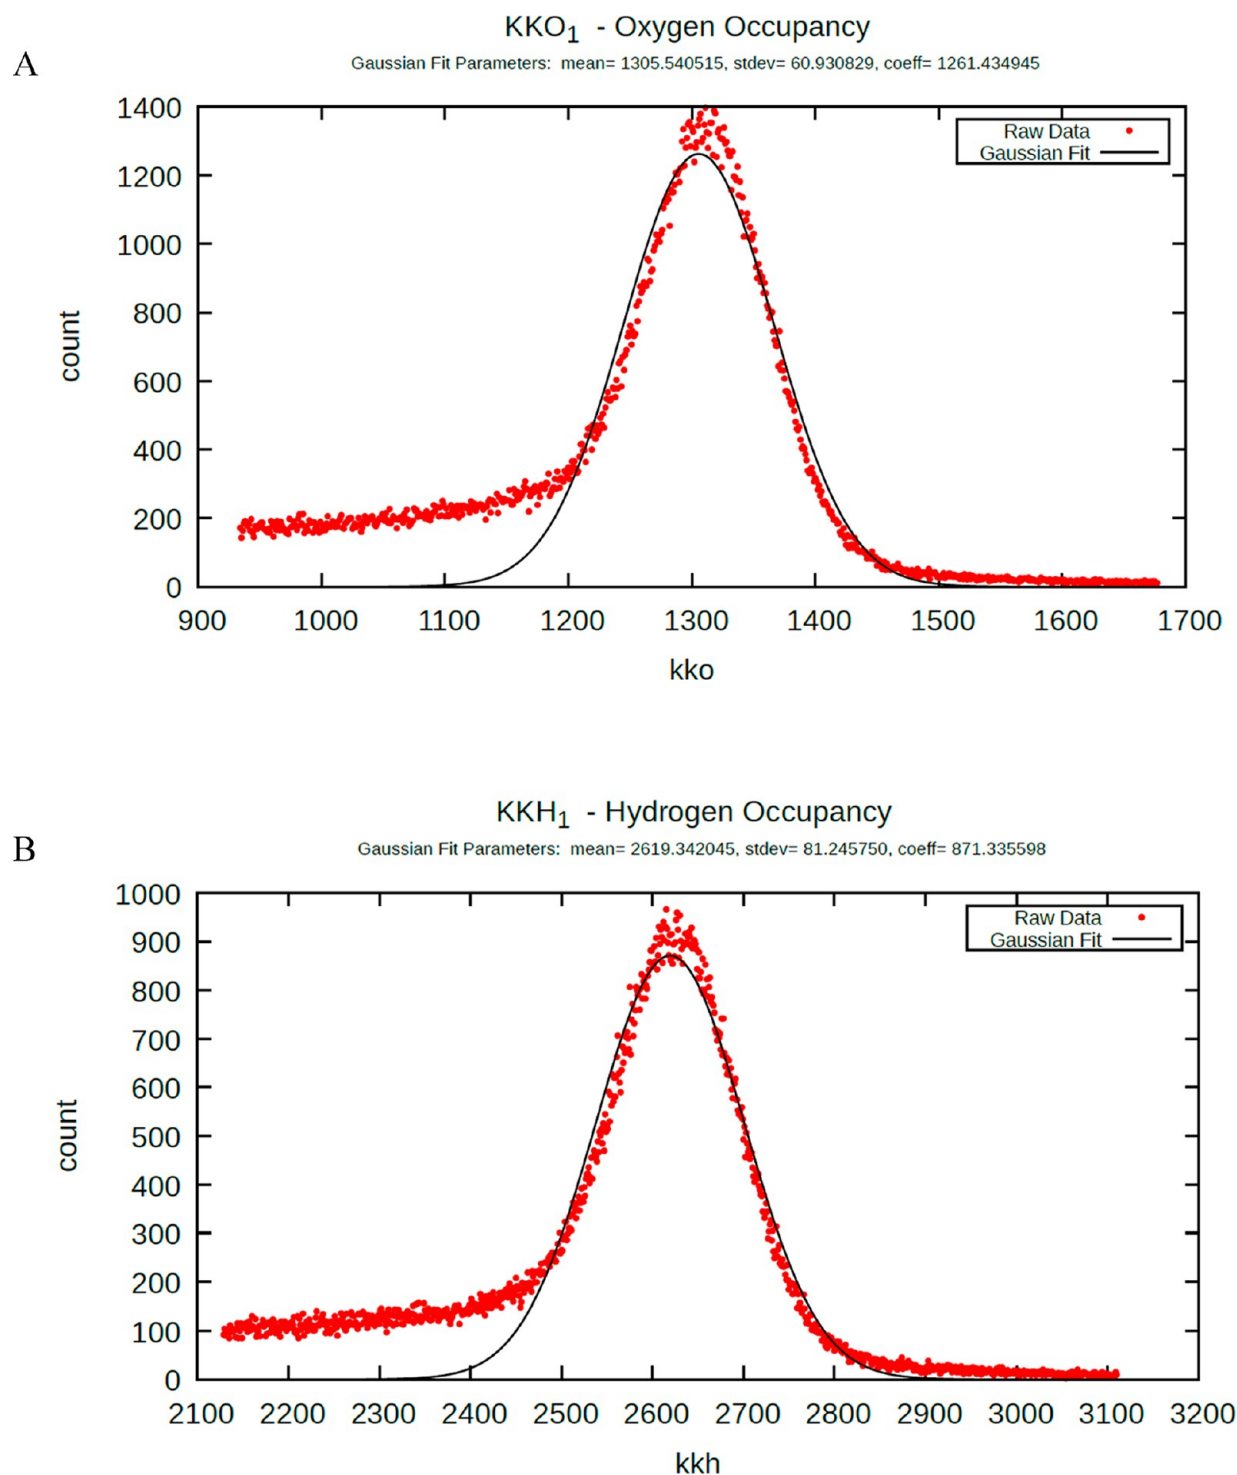 A
KKO1 - Oxygen Occupancy
Gaussian Fit Parameters: mean= 1305.540515, stdev= 60.930829, coeff= 1261.434945
1400
1200
1000
800
600
400
200
0
count
Raw Data
Gaussian Fit
900 1000 1100 1200 1300 1400 1500 1600 1700
kko
B
KKH1 - Hydrogen Occupancy
Gaussian Fit Parameters: mean= 2619.342045, stdev= 81.245750, coeff= 871.335598
1000
900
800
700
600
500
400
300
200
100
0
count
Raw Data
Gaussian Fit
2100 2200 2300 2400 2500 2600 2700 2800 2900 3000 3100 3200
kkh